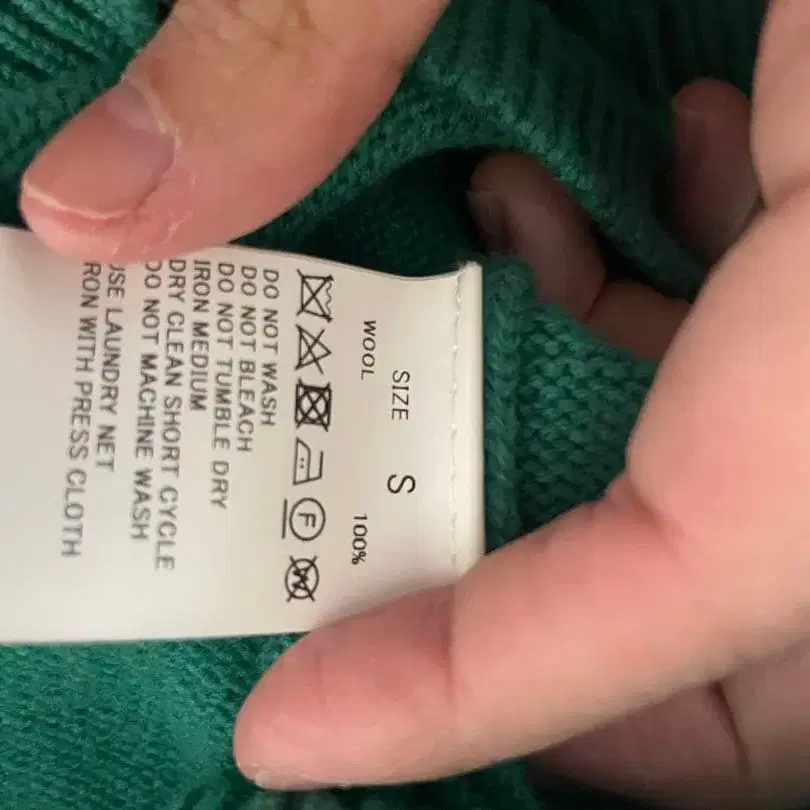 SIZE S
WOOL 100%
F
W
DO NOT WASH
DO NOT BLEACH
DO NOT TUMBLE DRY
IRON MEDIUM
DRY CLEAN SHORT CYCLE
DO NOT MACHINE WASH
USE LAUNDRY NET
IRON WITH PRESS CLOTH